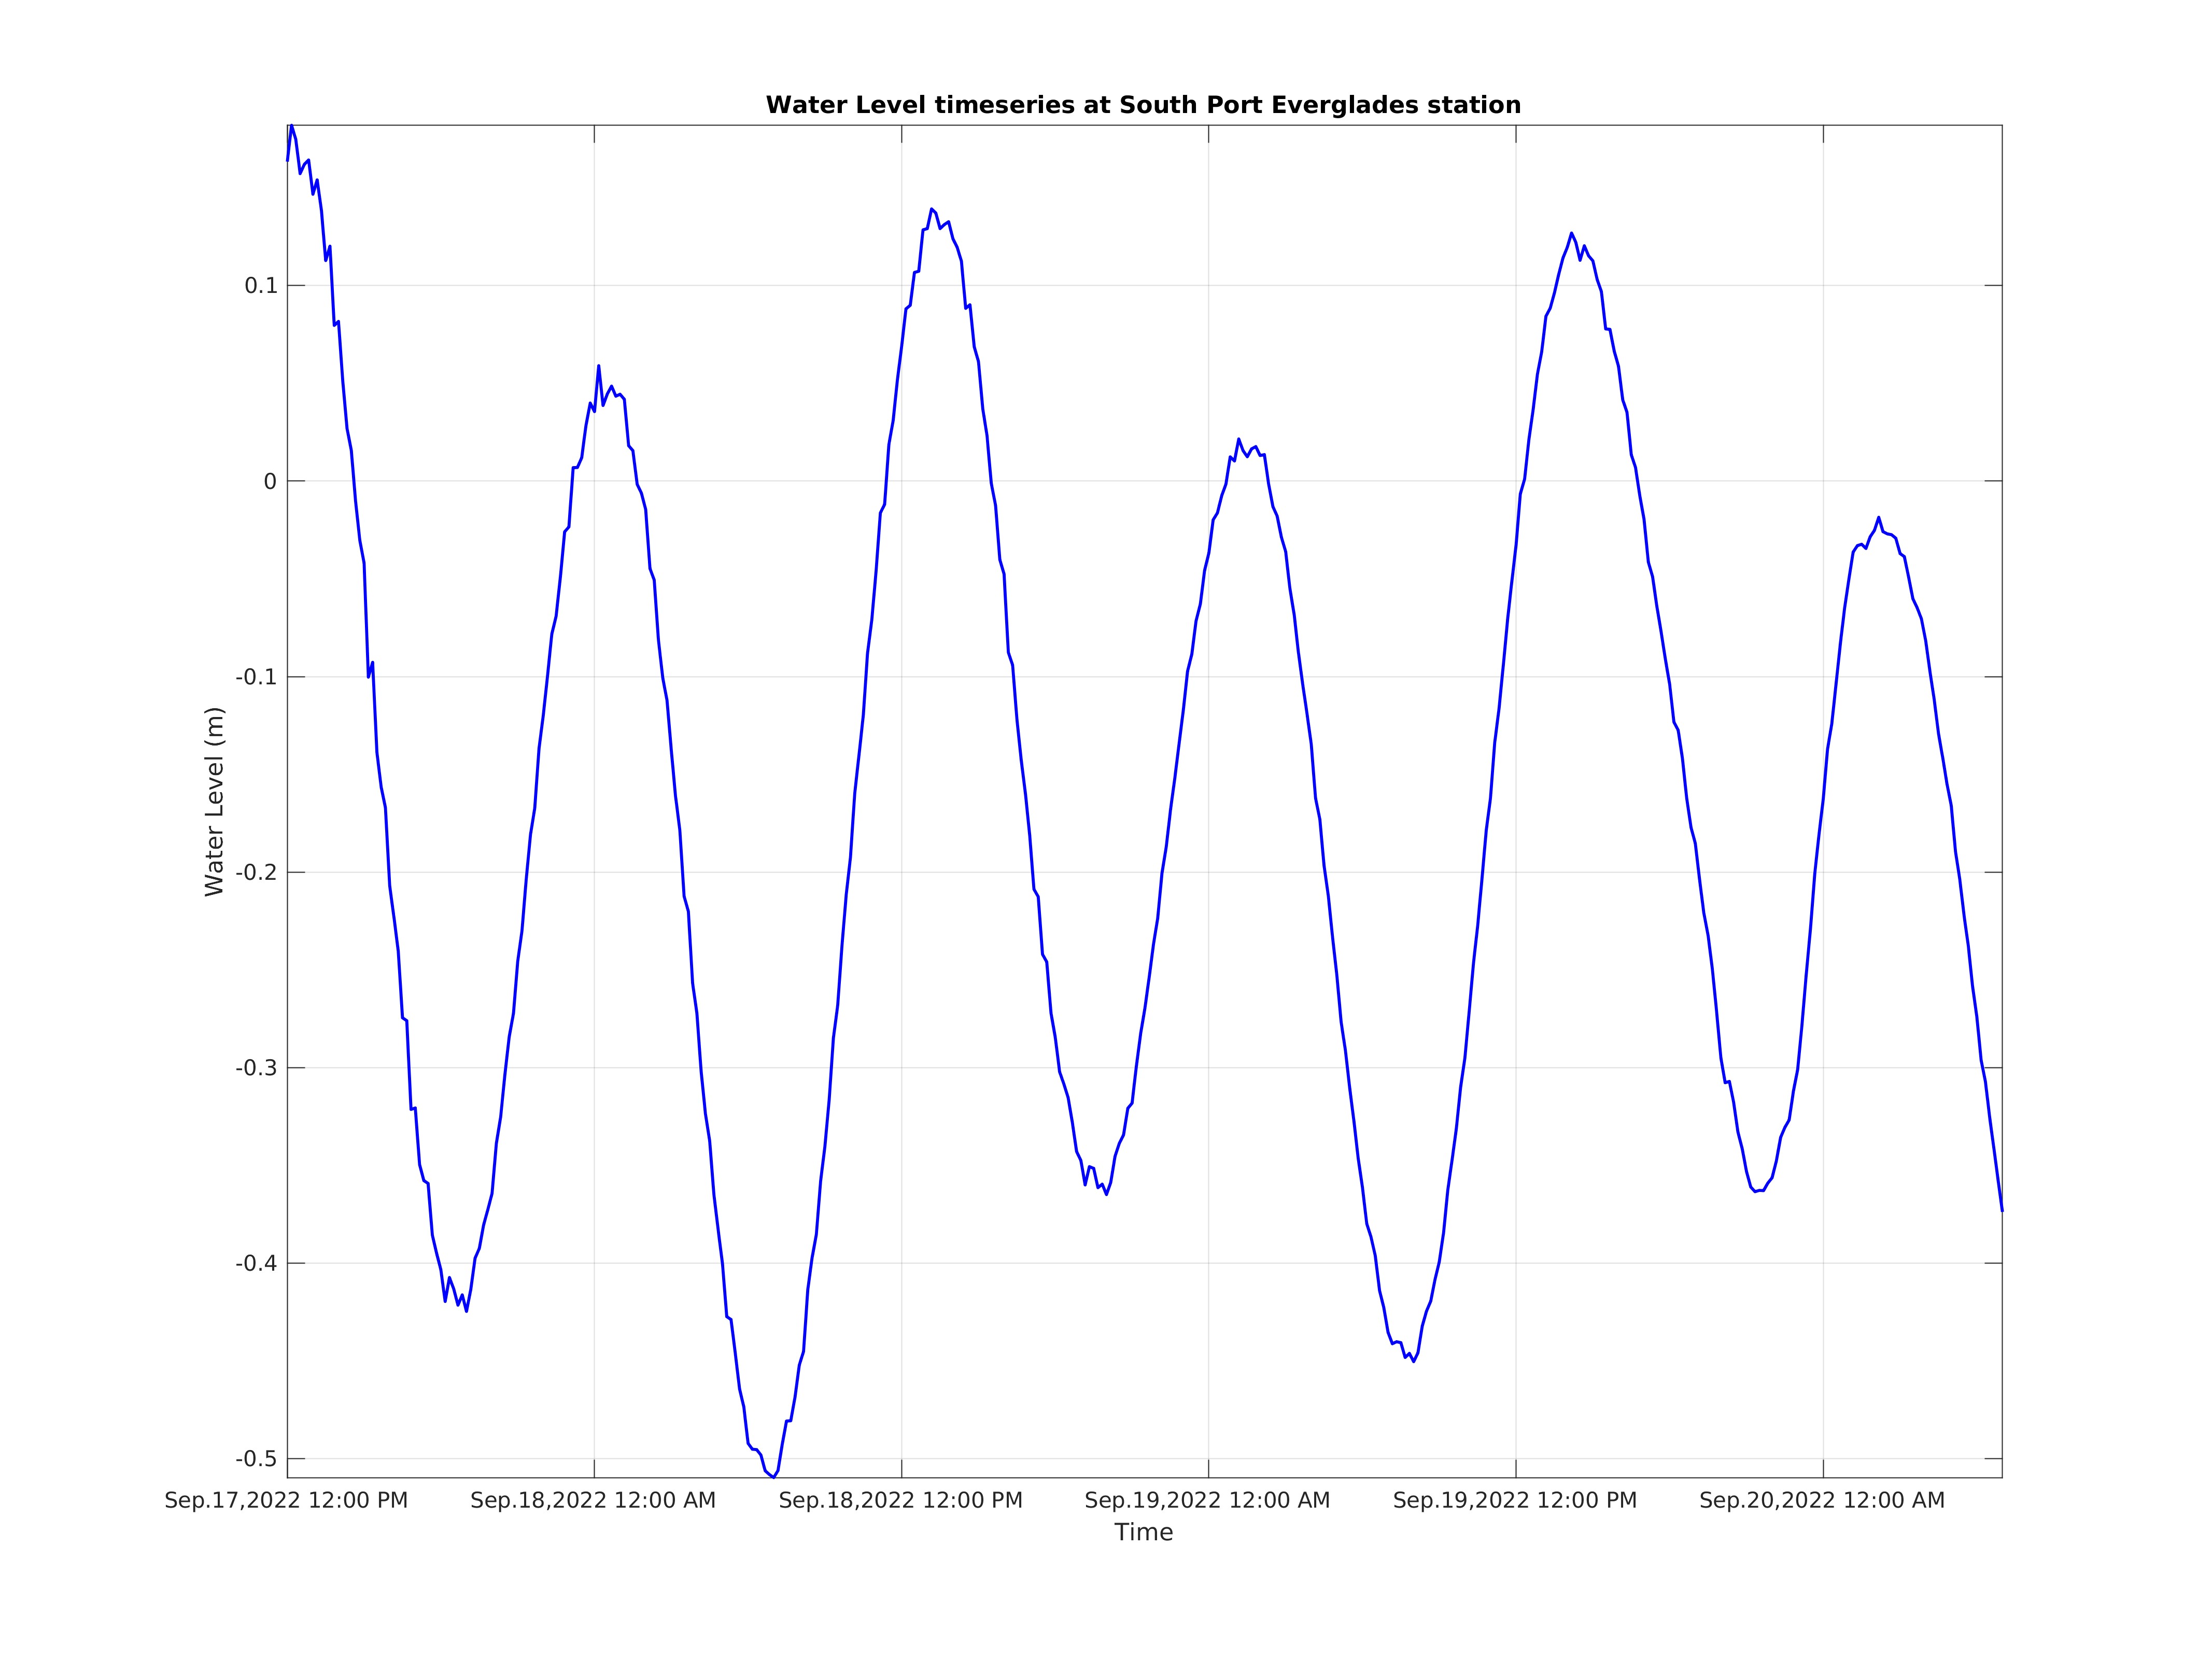 Water Level timeseries at South Port Everglades station
0.1
0
-0.1
-0.2
-0.3
-0.4
-0.5
Water Level (m)
Sep.17,2022 12:00 PM
Sep.18,2022 12:00 AM
Sep.18,2022 12:00 PM
Sep.19,2022 12:00 AM
Sep.19,2022 12:00 PM
Sep.20,2022 12:00 AM
Time